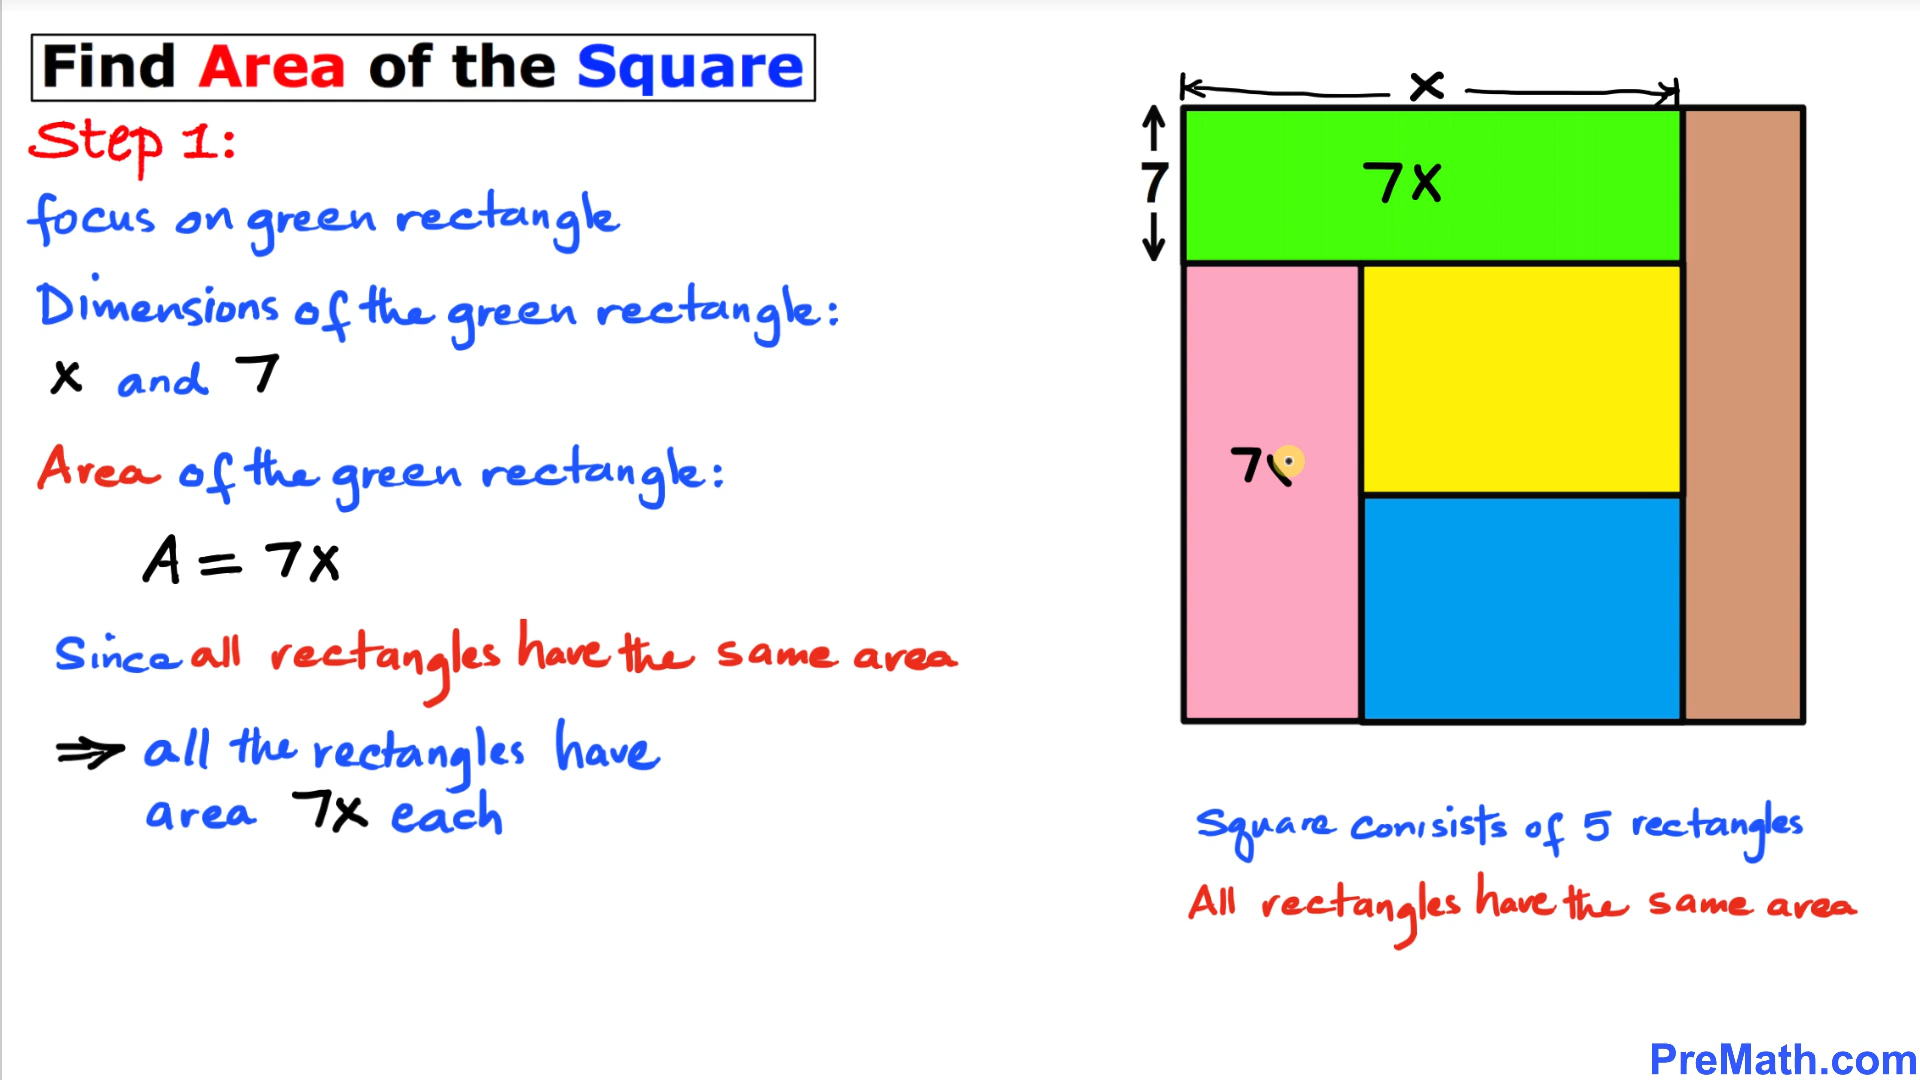 Find Area of the Square
Step 1:
focus on green rectangle
Dimensions of the green rectangle:
x and 7
Area of the green rectangle:
A = 7x
Since all rectangles have the same area
⇒ all the rectangles have
area 7x each
x
7
7x
7
Square consists of 5 rectangles
All rectangles have the same area
PreMath.com